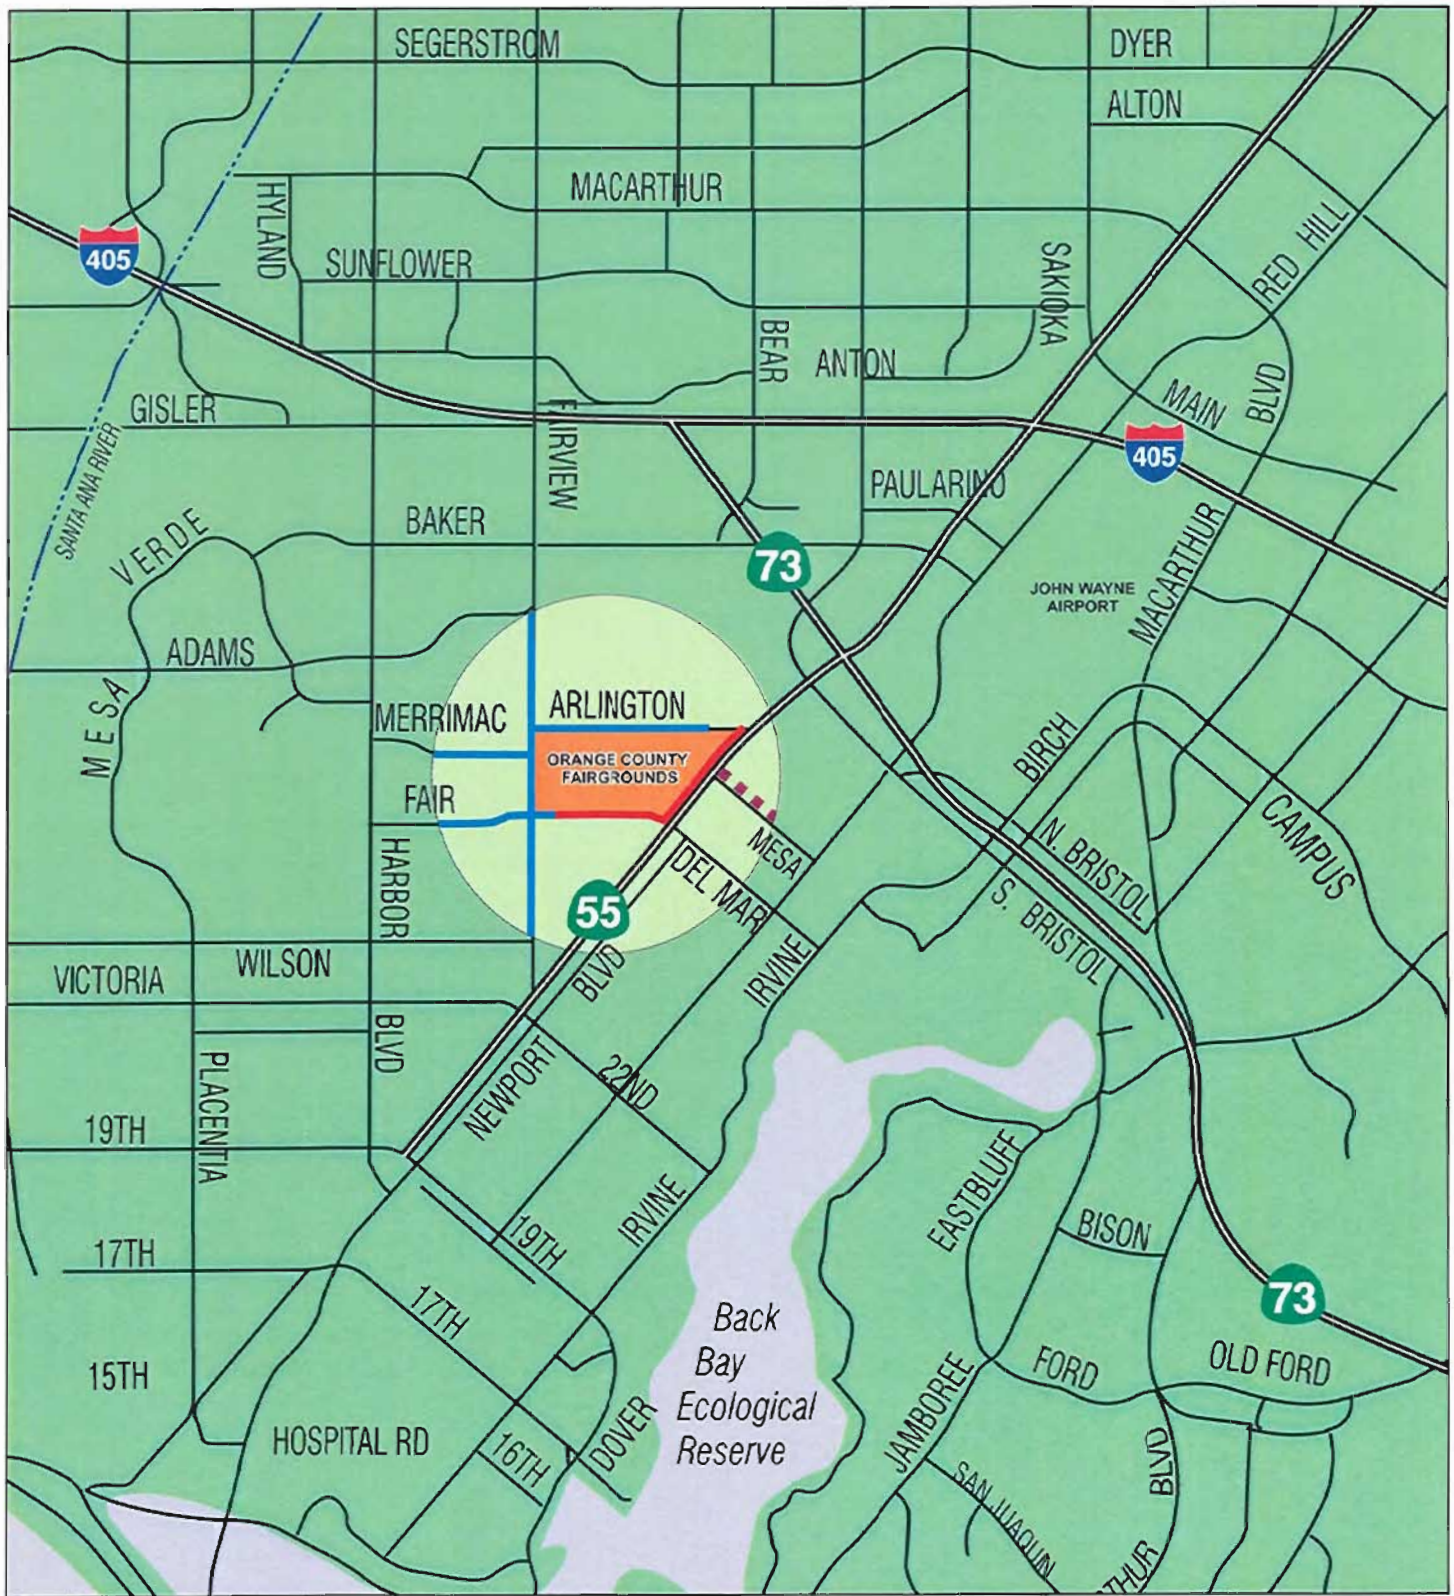 SEGERSTROM
DYER
ALTON
MACARTHUR
HYLAND
SUNFLOWER
SAKIOKA
RED HILL
405
BEAR
ANTON
BLVD
MAIN
GISLER
FAIRVIEW
405
SANTA ANA RIVER
PAULARINO
BAKER
VERDE
MACARTHUR
73
JOHN WAYNE
AIRPORT
ADAMS
MESA
MERRIMAC
ARLINGTON
ORANGE COUNTY
FAIRGROUNDS
BIRCH
FAIR
MESA
CAMPUS
N. BRISTOL
HARBOR
DEL MAR
S. BRISTOL
55
VICTORIA
WILSON
BLVD
IRVINE
BLVD
PLACENTIA
NEWPORT
22ND
19TH
EASTBLUFF
IRVINE
BISON
17TH
19TH
17TH
73
Back
Bay
Ecological
Reserve
15TH
FORD
OLD FORD
JAMBOREE
HOSPITAL RD
DOVER
16TH
BLVD
SAN JUAQUIN
THUR